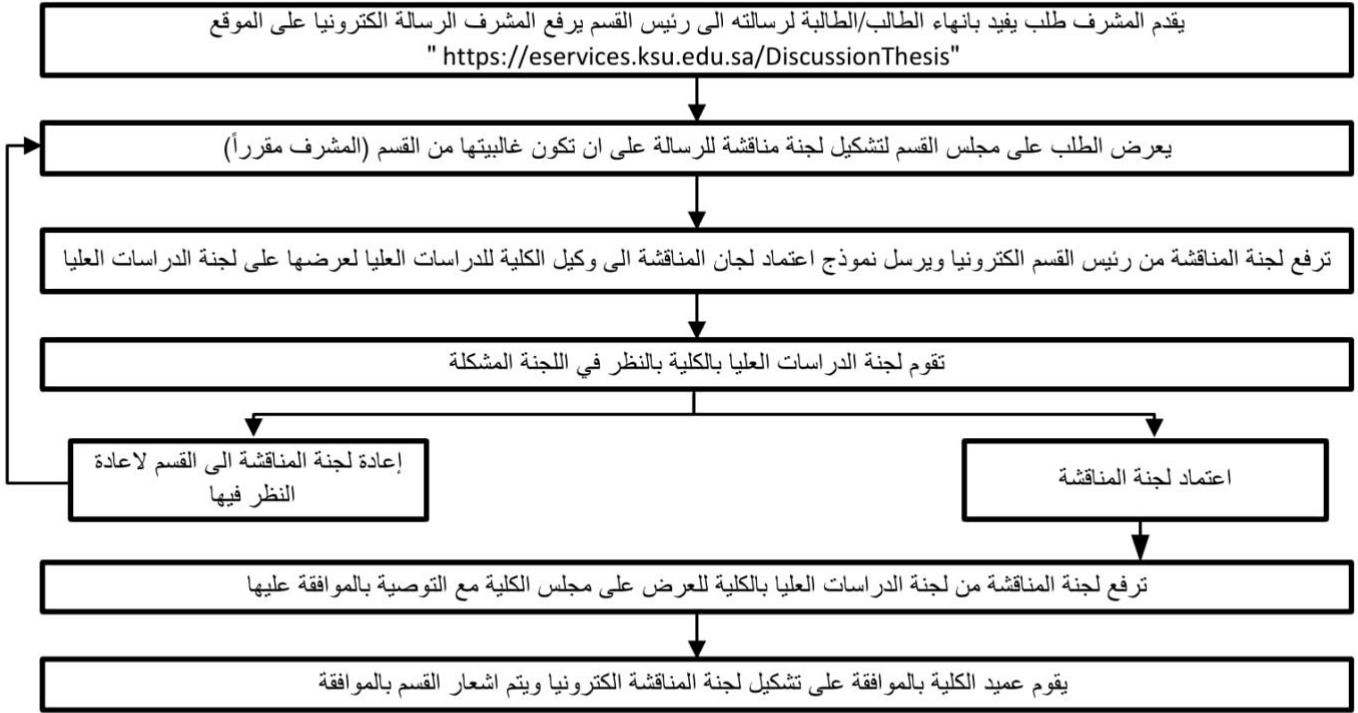 يقدم المشرف طلب يفيد بانهاء الطالب/الطالبة لرسالته الى رئيس القسم يرفع المشرف الرسالة الكترونيا على الموقع
" https://eservices.ksu.edu.sa/DiscussionThesis"
يعرض الطلب على مجلس القسم لتشكيل لجنة مناقشة للرسالة على ان تكون غالبيتها من القسم (المشرف مقرراً)
ترفع لجنة المناقشة من رئيس القسم الكترونيا ويرسل نموذج اعتماد لجان المناقشة الى وكيل الكلية للدراسات العليا لعرضها على لجنة الدراسات العليا
تقوم لجنة الدراسات العليا بالكلية بالنظر في اللجنة المشكلة
اعتماد لجنة المناقشة
إعادة لجنة المناقشة الى القسم لاعادة
النظر فيها
ترفع لجنة المناقشة من لجنة الدراسات العليا بالكلية للعرض على مجلس الكلية مع التوصية بالموافقة عليها
يقوم عميد الكلية بالموافقة على تشكيل لجنة المناقشة الكترونيا ويتم اشعار القسم بالموافقة